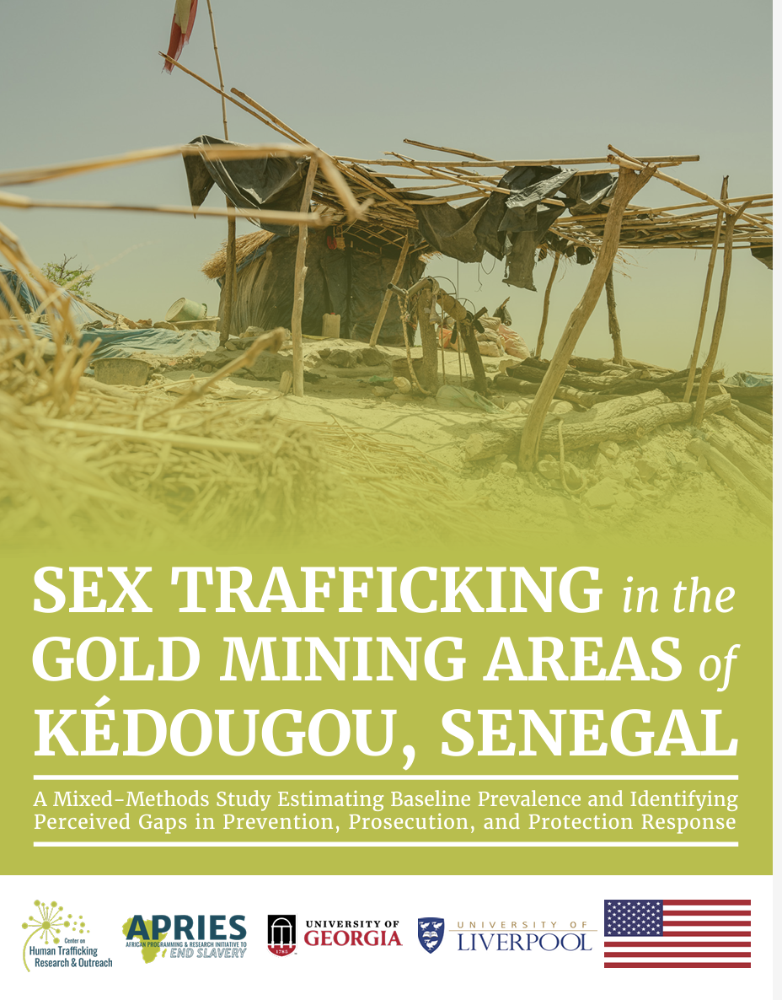 SEX TRAFFICKING in the
GOLD MINING AREAS of
KÉDOUGOU, SENEGAL
A Mixed-Methods Study Estimating Baseline Prevalence and Identifying
Perceived Gaps in Prevention, Prosecution, and Protection Response
Center on
Human Trafficking
Research & Outreach
APRIES
AFRICAN PROGRAMMING & RESEARCH INITIATIVE TO
END SLAVERY
1785
UNIVERSITY OF
GEORGIA
UNIVERSITY OF
LIVERPOOL